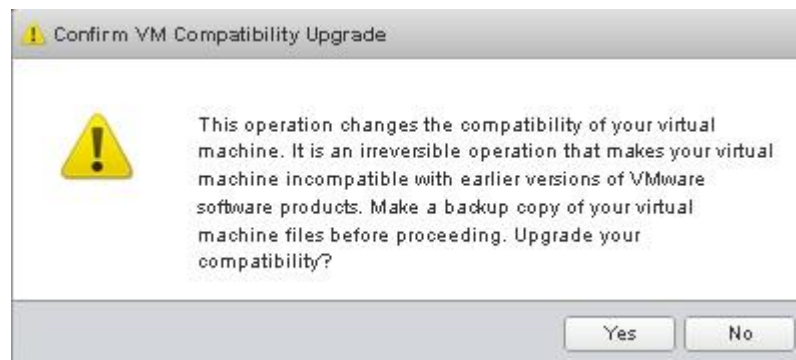 Confirm VM Compatibility Upgrade
This operation changes the compatibility of your virtual
machine. It is an irreversible operation that makes your virtual
machine incompatible with earlier versions of VMware
software products. Make a backup copy of your virtual
machine files before proceeding. Upgrade your
compatibility?
Yes No